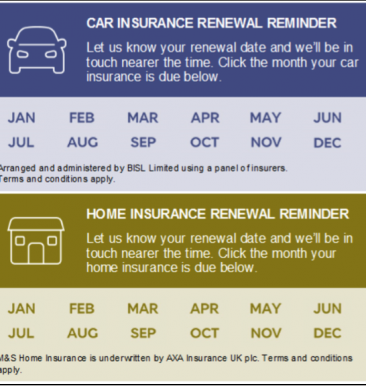 CAR INSURANCE RENEWAL REMINDER
Let us know your renewal date and we'll be in
touch nearer the time. Click the month your car
insurance is due below.
JAN FEB MAR APR MAY JUN
JUL AUG SEP OCT NOV DEC
Arranged and administered by BISL Limited using a panel of insurers.
Terms and conditions apply.
HOME INSURANCE RENEWAL REMINDER
Let us know your renewal date and we'll be in
touch nearer the time. Click the month your
home insurance is due below.
JAN FEB MAR APR MAY JUN
JUL AUG SEP OCT NOV DEC
M&S Home Insurance is underwritten by AXA Insurance UK plc. Terms and conditions
apply.